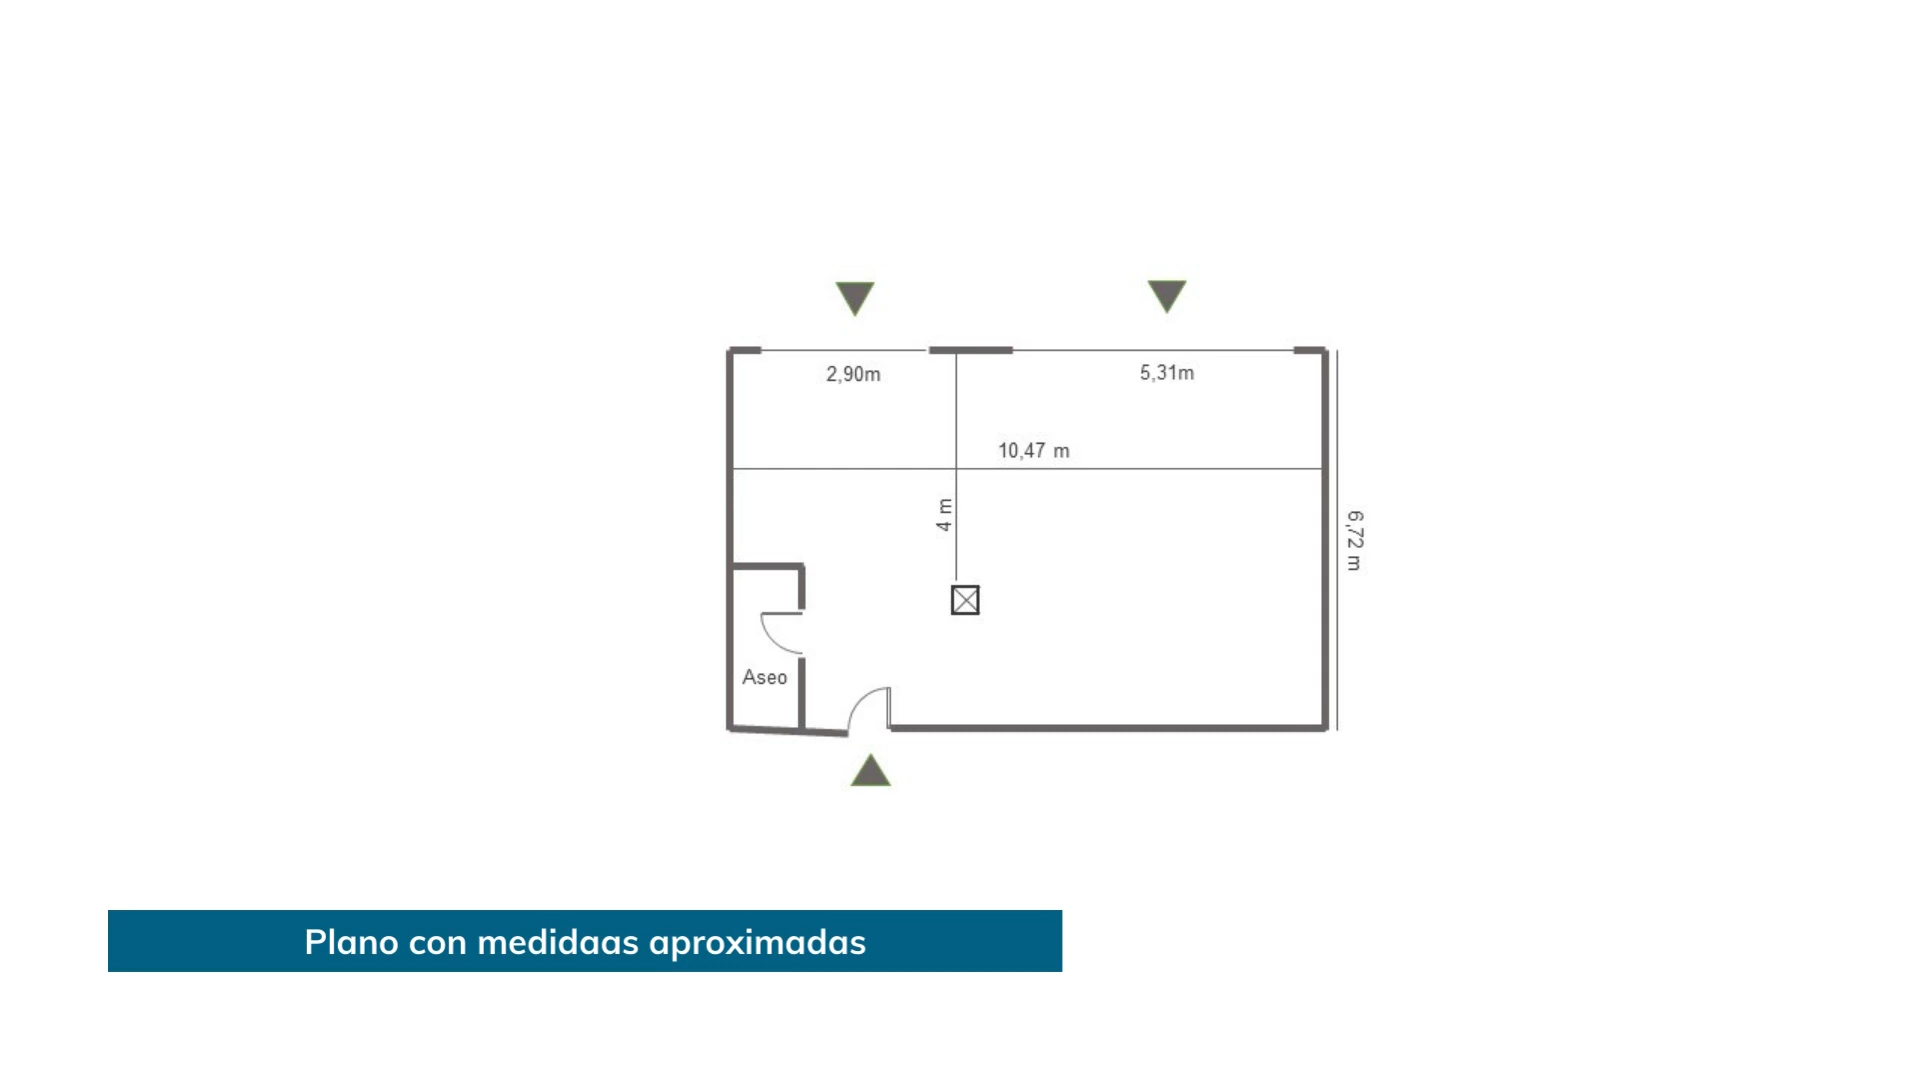 2,90m
5,31m
10,47 m
4 m
6,72 m
Aseo
Plano con medidaas aproximadas